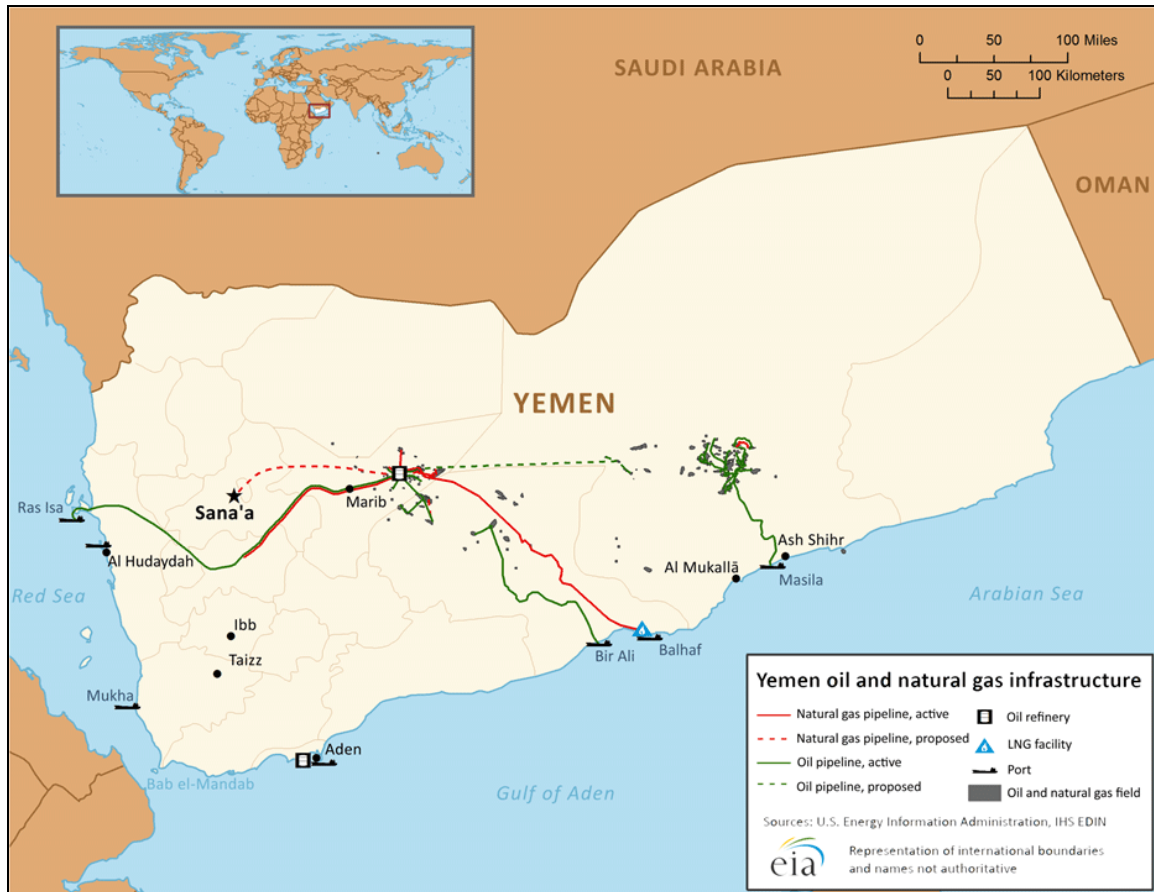 SAUDI ARABIA
0 50 100 Miles
0 50 100 Kilometers
OMAN
YEMEN
Sana'a
Marib
Ras Isa
Al Hudaydah
Red Sea
Ash Shihr
Al Mukallā
Masila
Arabian Sea
Ibb
Taizz
Bir Ali
Balhaf
Mukha
Aden
Bab el-Mandab
Gulf of Aden
Yemen oil and natural gas infrastructure
Natural gas pipeline, active
Natural gas pipeline, proposed
Oil pipeline, active
Oil pipeline, proposed
Oil refinery
LNG facility
Port
Oil and natural gas field
Sources: U.S. Energy Information Administration, IHS EDIN
eia
Representation of international boundaries
and names not authoritative